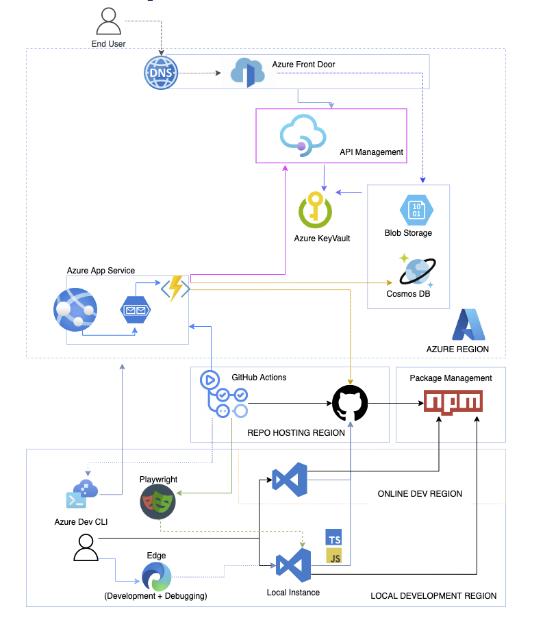 End User
DNS
Azure Front Door
API Management
Azure KeyVault
10
01
Blob Storage
Azure App Service
Cosmos DB
AZURE REGION
GitHub Actions
Package Management
npm
REPO HOSTING REGION
Playwright
ONLINE DEV REGION
Azure Dev CLI
TS
JS
Edge
(Development + Debugging)
Local Instance
LOCAL DEVELOPMENT REGION